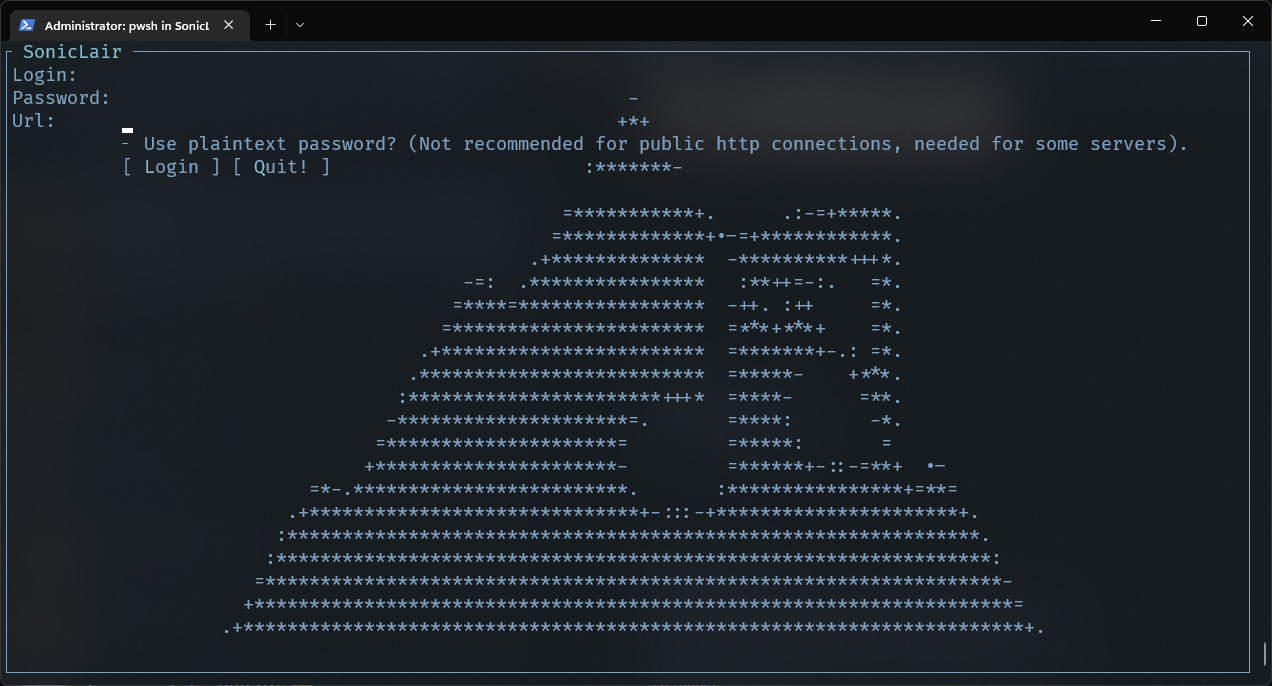 Administrator: pwsh in SonicL
SonicLair
Login:
Password:
Url:
- Use plaintext password? (Not recommended for public http connections, needed for some servers).
[ Login ] [ Quit! ]